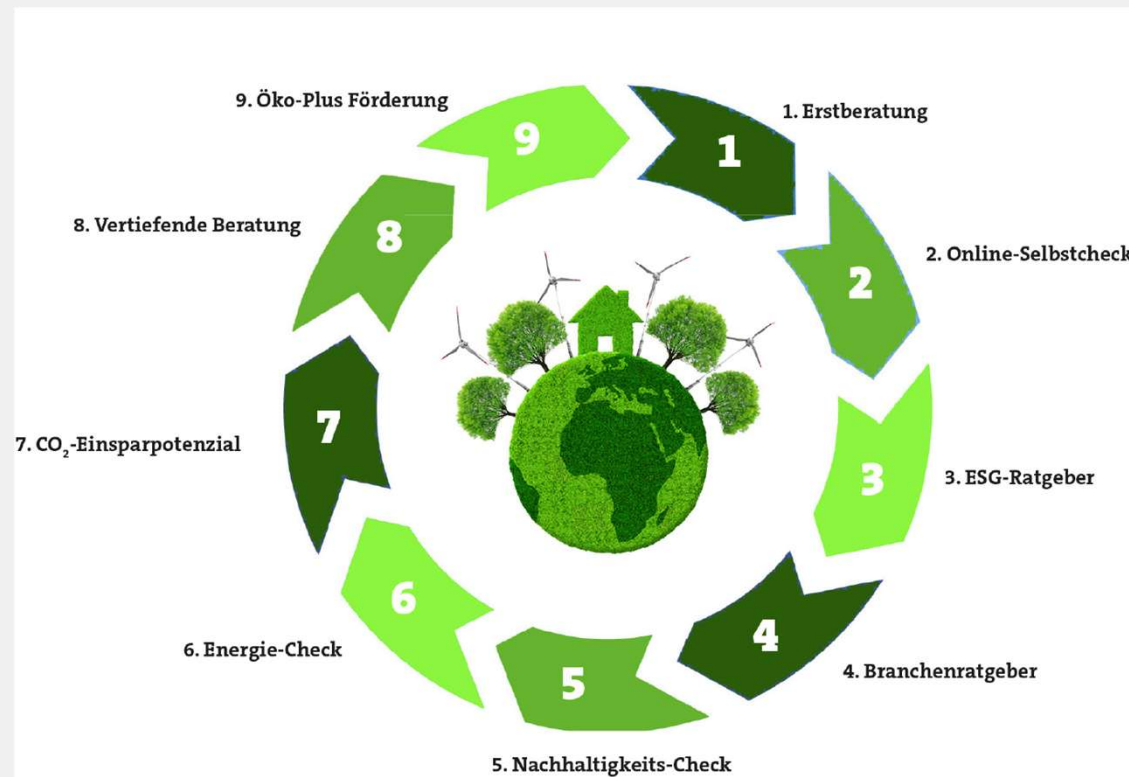 1. Erstberatung
2. Online-Selbstcheck
3. ESG-Ratgeber
4. Branchenratgeber
5. Nachhaltigkeits-Check
6. Energie-Check
7. CO₂-Einsparpotenzial
8. Vertiefende Beratung
9. Öko-Plus Förderung
1
2
3
4
5
6
7
8
9